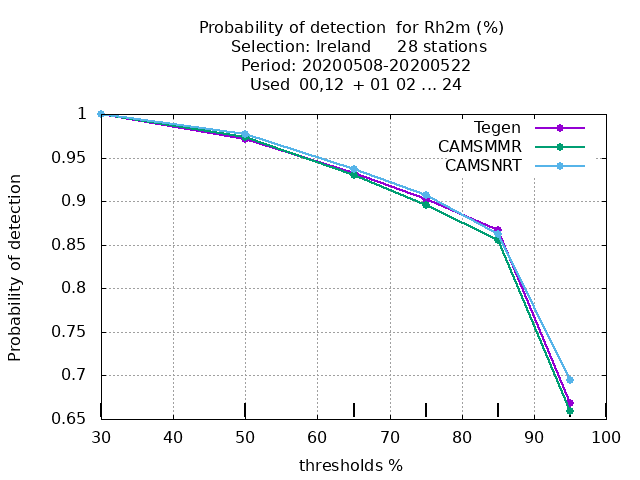 Probability of detection  for Rh2m (%)
Selection: Ireland     28 stations
Period: 20200508-20200522
Used  00,12  + 01 02 ... 24
Tegen
CAMSMMR
CAMSNRT
Probability of detection
1
0.95
0.9
0.85
0.8
0.75
0.7
0.65
30 40 50 60 70 80 90 100
thresholds %